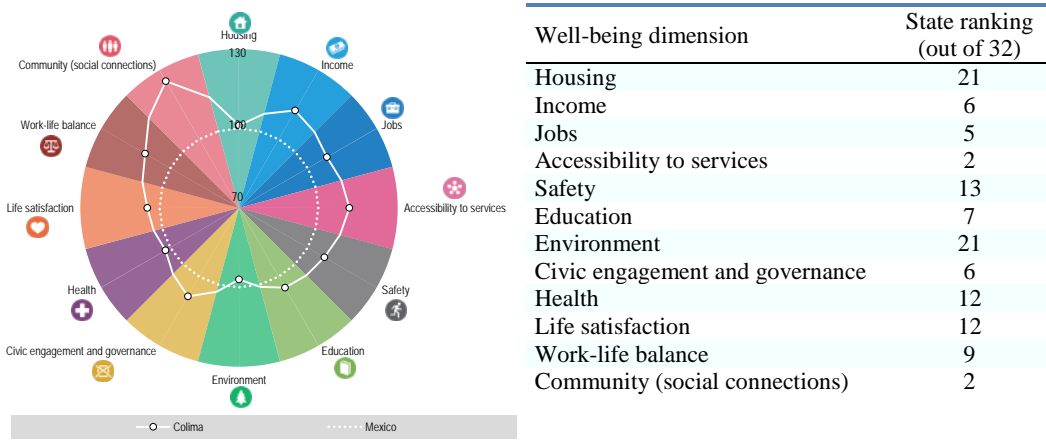 Housing
130
Community (social connections)
Income
Work-life balance
100
Jobs
Life satisfaction
70
Accessibility to services
Health
Safety
Civic engagement and governance
Education
Environment
Colima
Mexico
Well-being dimension
State ranking
(out of 32)
Housing 21
Income 6
Jobs 5
Accessibility to services 2
Safety 13
Education 7
Environment 21
Civic engagement and governance 6
Health 12
Life satisfaction 12
Work-life balance 9
Community (social connections) 2